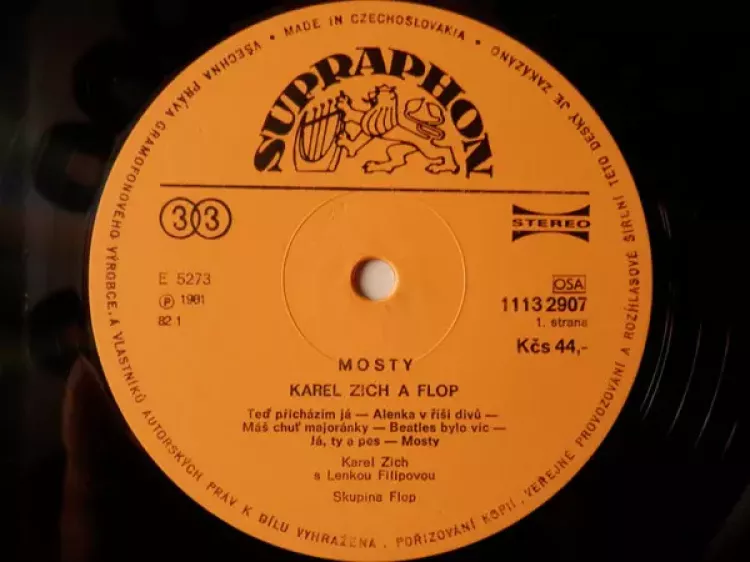 VŠECHNA PRÁVA GRAMOFONOVÉHO VÝROBCE, A VLASTNÍKŮ AUTORSKÝCH PRÁV K DÍLU VYHRAŽENA. POŘIZOVÁNÍ KOPIÍ, VEŘEJNÉ PROVOZOVÁNÍ A ROZHLASOVÉ ŠÍŘENÍ TÉTO DESKY JE ZAKÁZÁNO • MADE IN CZECHOSLOVAKIA •
SUPRAPHON
33
STEREO
E 5273
Ⓟ 1981
82 1
OSA
1113 2907
1. strana
Kčs 44,-
MOSTY
KAREL ZICH A FLOP
Teď přicházím já — Alenka v říši divů —
Máš chuť majoránky — Beatles bylo víc —
Já, ty a pes — Mosty
Karel Zich
s Lenkou Filipovou
Skupina Flop